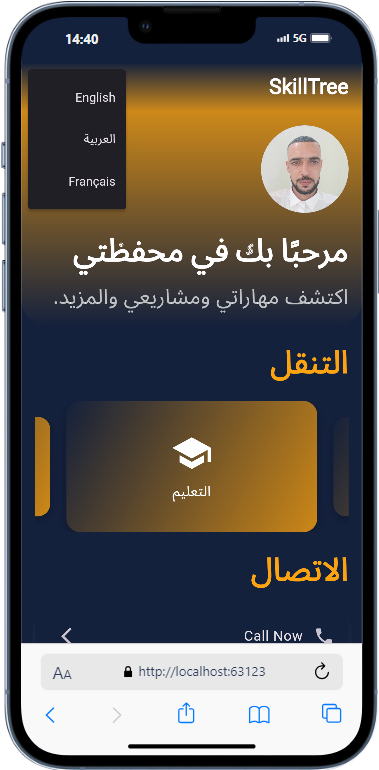 14:40
5G
SkillTree
English
العربية
Français
مرحبًا بك في محفظتي
اكتشف مهاراتي ومشاريعي والمزيد.
التنقل
التعليم
الاتصال
Call Now
AA
http://localhost:63123